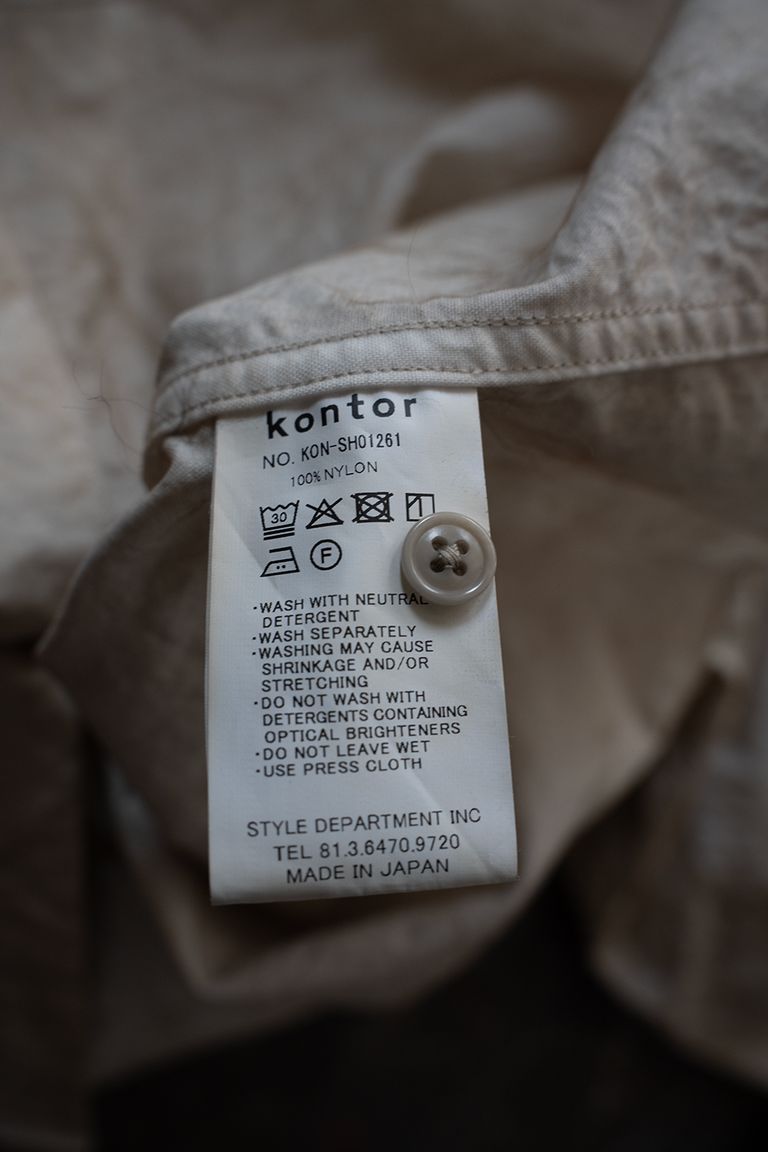 kontor
NO. KON-SH01261
100% NYLON
30
F
·WASH WITH NEUTRAL
DETERGENT
·WASH SEPARATELY
·WASHING MAY CAUSE
SHRINKAGE AND/OR
STRETCHING
·DO NOT WASH WITH
DETERGENTS CONTAINING
OPTICAL BRIGHTENERS
·DO NOT LEAVE WET
·USE PRESS CLOTH
STYLE DEPARTMENT INC
TEL 81.3.6470.9720
MADE IN JAPAN